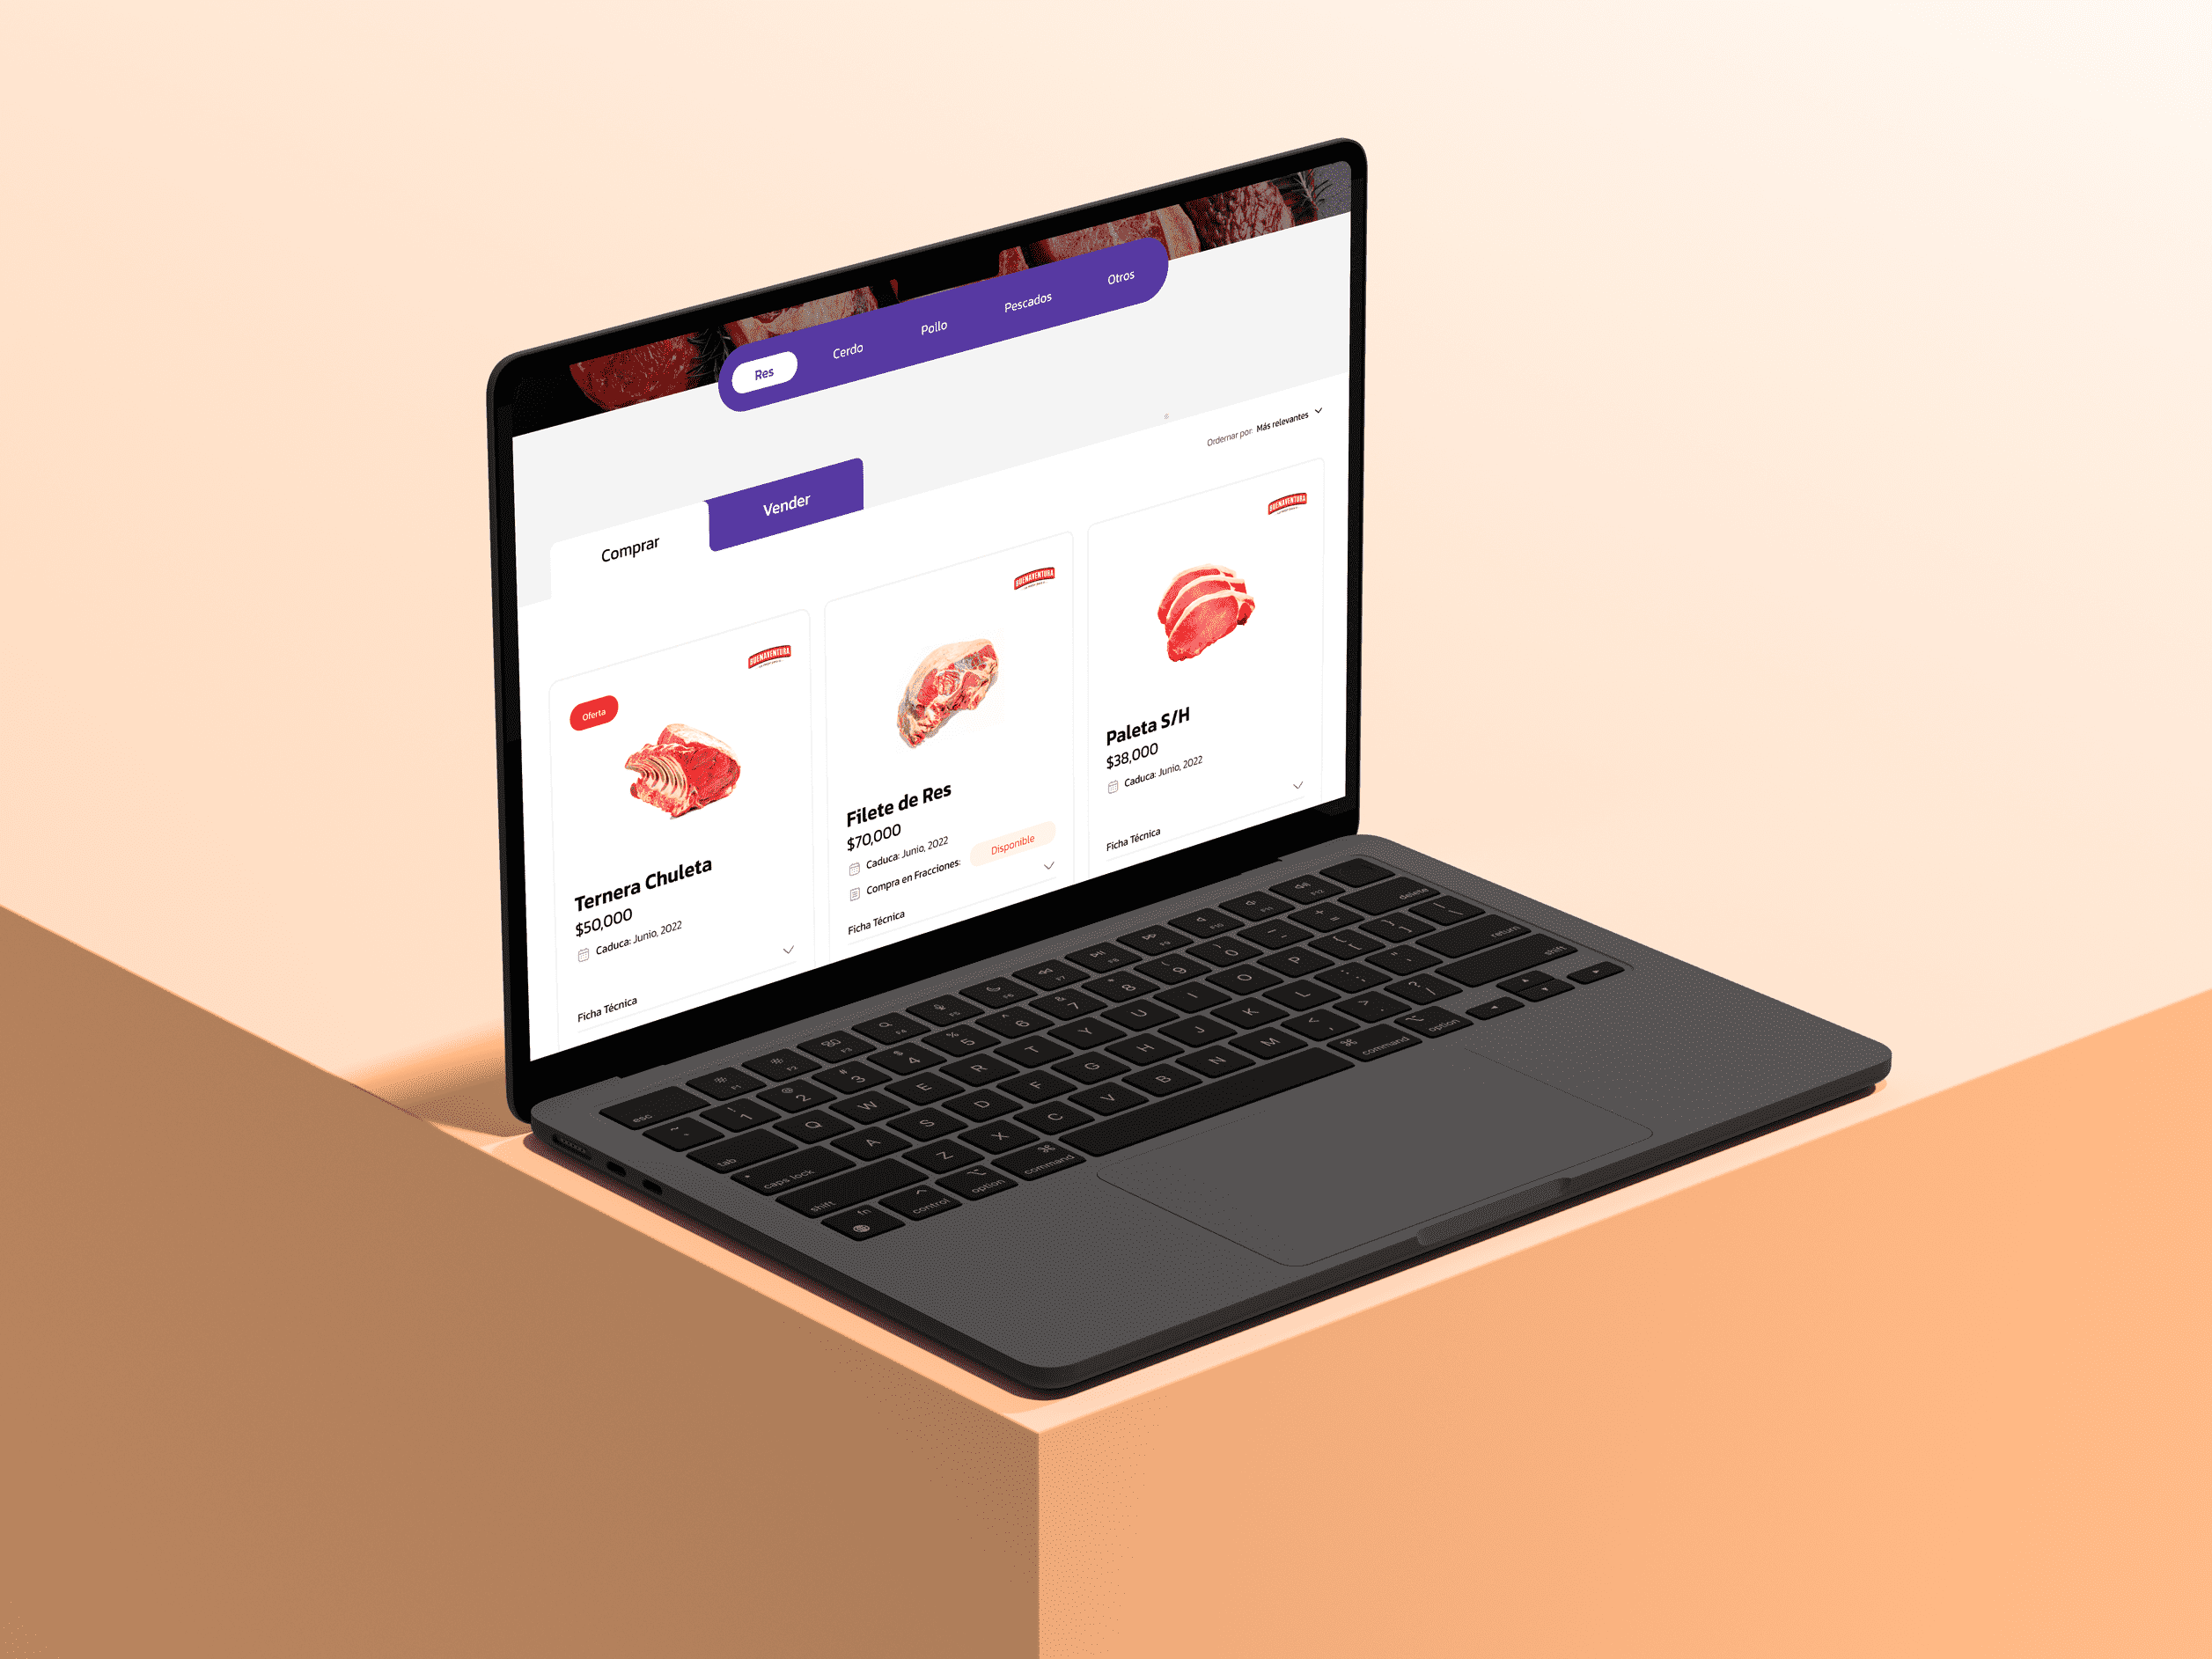 Res
Cerdo
Pollo
Pescados
Otros
Comprar
Vender
Ordernar por: Más relevantes
Oferta
BUENAVENTURA
Ternera Chuleta
$50,000
Caduca: Junio, 2022
Ficha Técnica
BUENAVENTURA
Filete de Res
$70,000
Caduca: Junio, 2022
Compra en Fracciones:
Disponible
Ficha Técnica
BUENAVENTURA
Paleta S/H
$38,000
Caduca: Junio, 2022
Ficha Técnica
esc F1 F2 F3 F4 F5 F6 F7 F8 F9 F10 F11 F12
~ ! 1 @ 2 # 3 $ 4 % 5 ^ 6 & 7 * 8 ( 9 ) 0 _ - + = delete
tab Q W E R T Y U I O P { [ } ] | \
caps lock A S D F G H J K L : ; " ' return
shift Z X C V B N M < , > . ? / shift
fn control option command command option